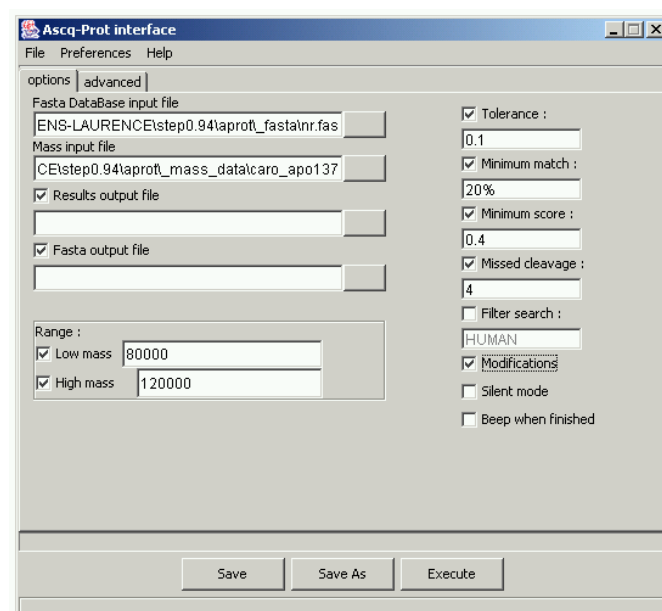 Ascq-Prot interface
File Preferences Help
options advanced
Fasta DataBase input file
ENS-LAURENCE\step0.94\aprot\_fasta\nr.fas
Mass input file
CE\step0.94\aprot\_mass_data\caro_apo137
Results output file
Fasta output file
Range :
Low mass 80000
High mass 120000
Tolerance :
0.1
Minimum match :
20%
Minimum score :
0.4
Missed cleavage :
4
Filter search :
HUMAN
Modifications
Silent mode
Beep when finished
Save Save As Execute